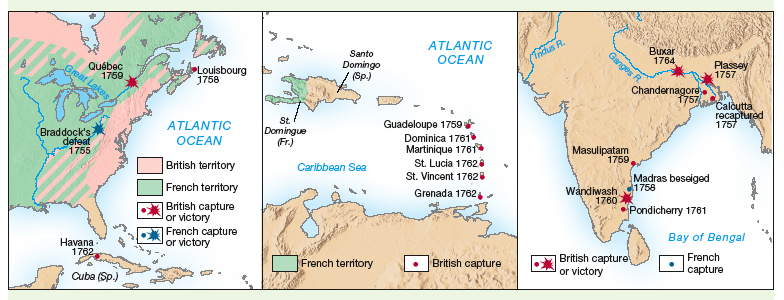 Québec
1759
Louisbourg
1758
Great Lakes
Braddock's
defeat
1755
ATLANTIC
OCEAN
British territory
French territory
British capture
or victory
French capture
or victory
Havana
1762
Cuba (Sp.)
Santo
Domingo
(Sp.)
ATLANTIC
OCEAN
St.
Domingue
(Fr.)
Guadeloupe 1759
Dominica 1761
Martinique 1761
St. Lucia 1762
St. Vincent 1762
Grenada 1762
Caribbean Sea
French territory
British capture
Indus R.
Ganges R.
Buxar
1764
Plassey
1757
Chandernagore
1757
Calcutta
recaptured
1757
Masulipatam
1759
Madras beseiged
1758
Wandiwash
1760
Pondicherry 1761
Bay of Bengal
British capture
or victory
French
capture